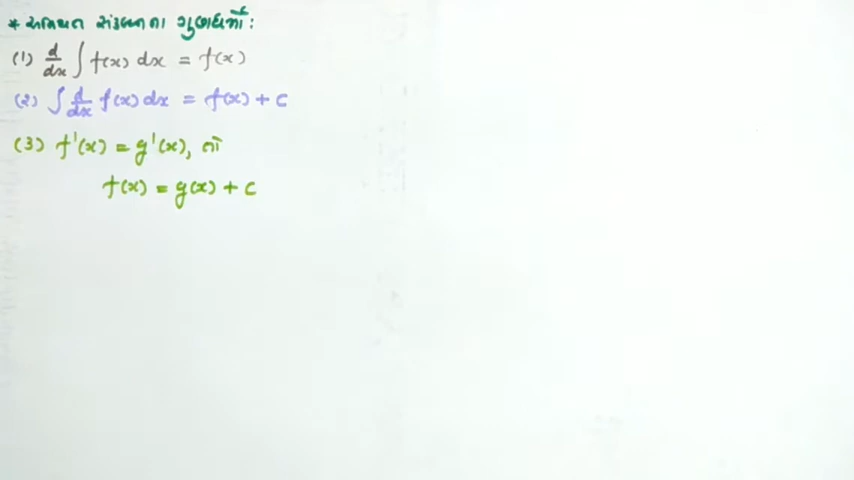 * અનિયત સંકલનના ગુણધર્મો:
(1) d/dx ∫ f(x) dx = f(x)
(2) ∫ d/dx f(x) dx = f(x) + c
(3) f'(x) = g'(x), તો
f(x) = g(x) + c